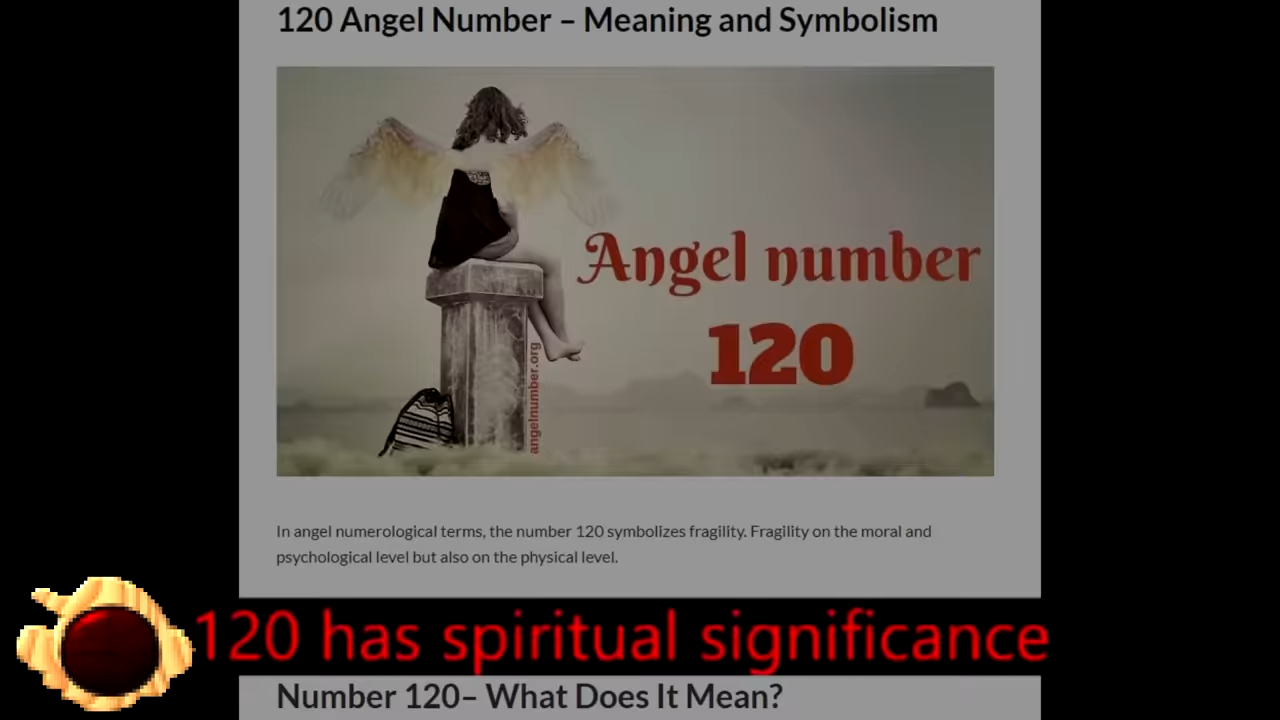 120 Angel Number – Meaning and Symbolism
Angel number
120
angelnumber.org
In angel numerological terms, the number 120 symbolizes fragility. Fragility on the moral and
psychological level but also on the physical level.
120 has spiritual significance
Number 120– What Does It Mean?